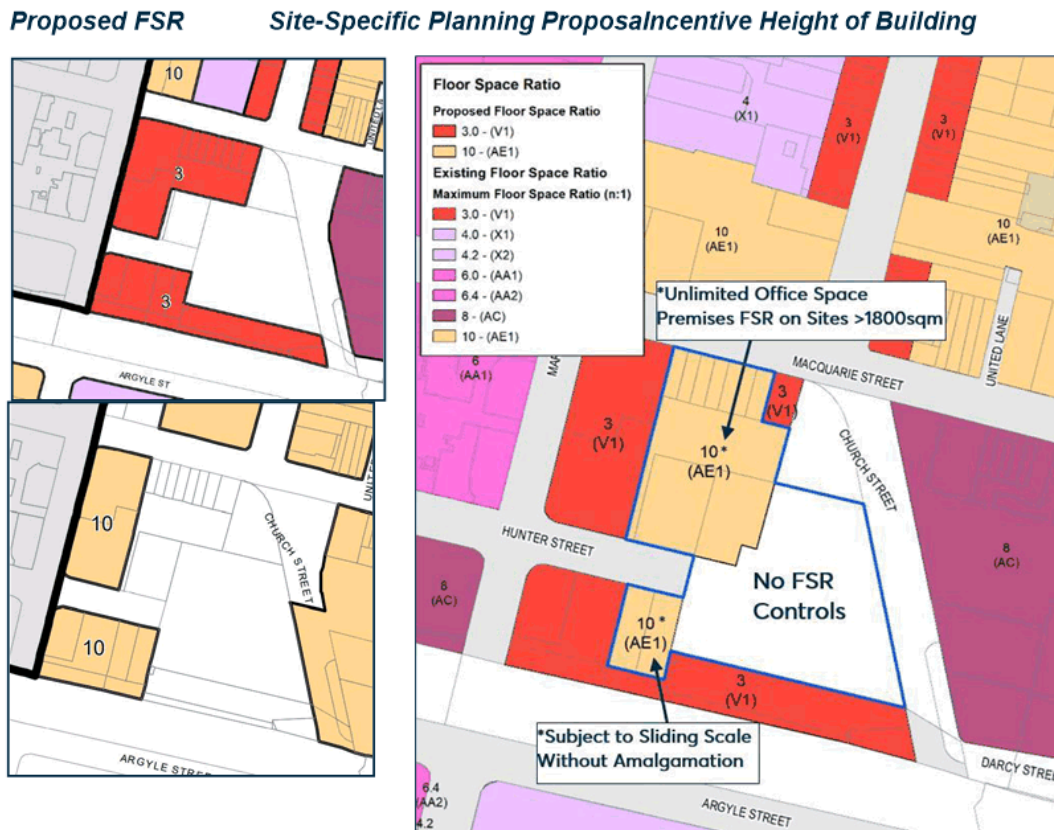 Proposed FSR
Site-Specific Planning Proposal
Incentive Height of Building
10
3
3
ARGYLE ST
10
10
CHURCH STREET
ARGYLE STREET
Floor Space Ratio
Proposed Floor Space Ratio
3.0 - (V1)
10 - (AE1)
Existing Floor Space Ratio
Maximum Floor Space Ratio (n:1)
3.0 - (V1)
4.0 - (X1)
4.2 - (X2)
6.0 - (AA1)
6.4 - (AA2)
8 - (AC)
10 - (AE1)
4
(X1)
3
(V1)
3
(V1)
10
(AE1)
10
(AE1)
*Unlimited Office Space
Premises FSR on Sites >1800sqm
UNITED LANE
MACQUARIE STREET
6
(AA1)
MAR
3
(V1)
3
(V1)
10*
(AE1)
CHURCH STREET
HUNTER STREET
8
(AC)
8
(AC)
No FSR
Controls
10*
(AE1)
3
(V1)
*Subject to Sliding Scale
Without Amalgamation
DARCY STREE
6.4
(AA2)
4.2
ARGYLE STREET